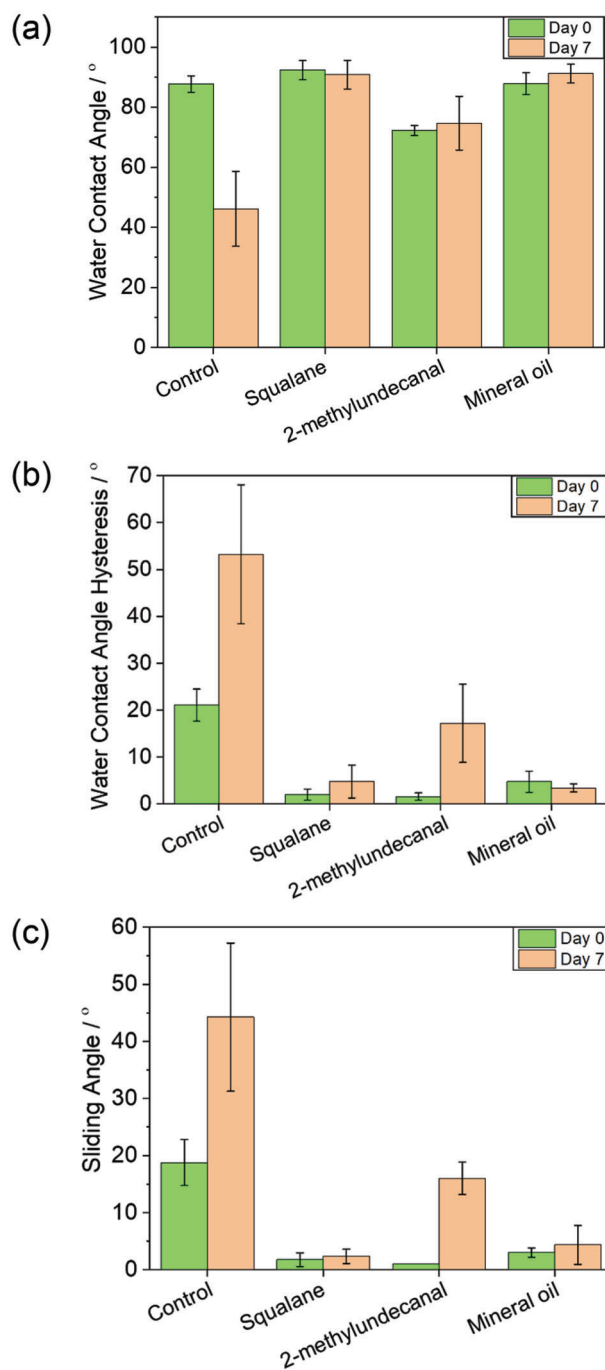 (a)
Water Contact Angle / °
100
80
60
40
20
0
Day 0
Day 7
Control
Squalane
2-methylundecanal
Mineral oil
(b)
Water Contact Angle Hysteresis / °
70
60
50
40
30
20
10
0
Day 0
Day 7
Control
Squalane
2-methylundecanal
Mineral oil
(c)
Sliding Angle / °
60
50
40
30
20
10
0
Day 0
Day 7
Control
Squalane
2-methylundecanal
Mineral oil